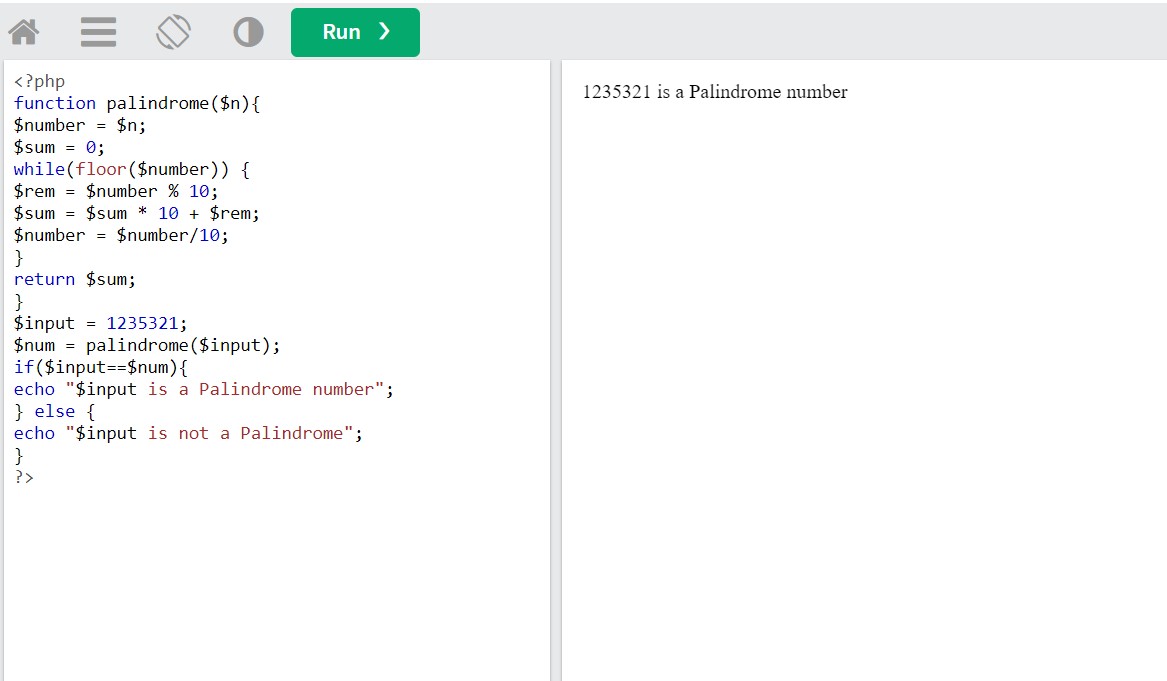 Run ❯
<?php
function palindrome($n){
$number = $n;
$sum = 0;
while(floor($number)) {
$rem = $number % 10;
$sum = $sum * 10 + $rem;
$number = $number/10;
}
return $sum;
}
$input = 1235321;
$num = palindrome($input);
if($input==$num){
echo "$input is a Palindrome number";
} else {
echo "$input is not a Palindrome";
}
?>
1235321 is a Palindrome number